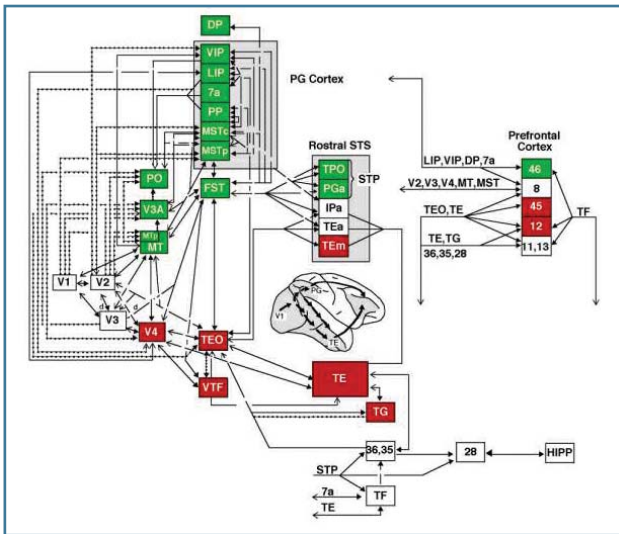 DP
VIP
LIP
PG Cortex
7a
PP
MSTc
MSTp
Rostral STS
Prefrontal
Cortex
TPO
PGa
STP
IPa
TEa
TEm
LIP,VIP,DP,7a
46
V2,V3,V4,MT,MST
8
45
TEO,TE
12
TF
TE,TG
11,13
36,35,28
PO
FST
V3A
MTp
MT
V1
V2
d
d
V3
V4
TEO
PG
V1
TE
VTF
TE
TG
36,35
28
HIPP
STP
7a
TF
TE